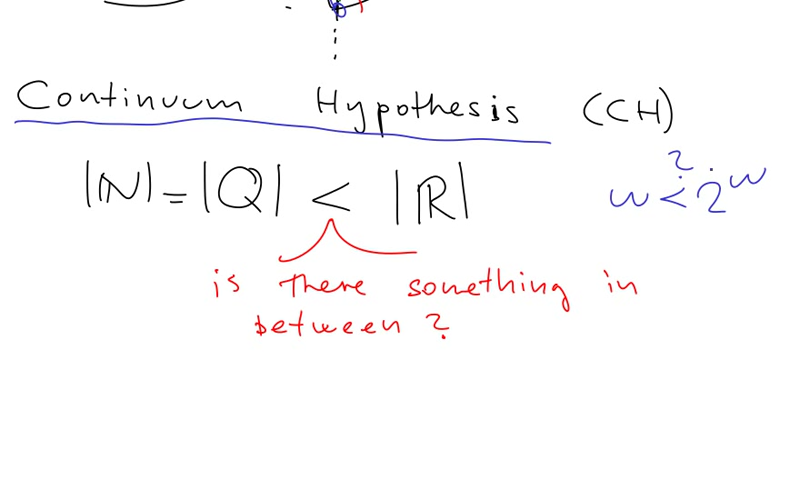 Continuum Hypothesis (CH)
|ℕ| = |ℚ| < |ℝ|
?
ω < 2^ω
is there something in
between ?